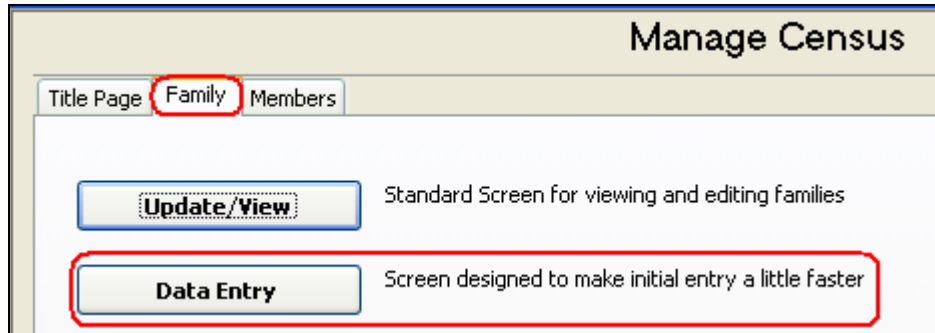 Manage Census
Title Page Family Members
Update/View Standard Screen for viewing and editing families
Data Entry Screen designed to make initial entry a little faster